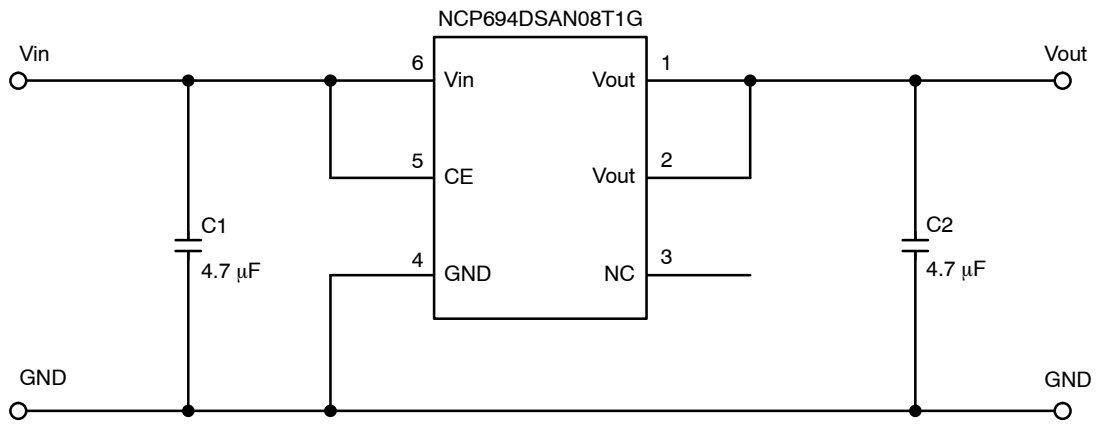 NCP694DSAN08T1G
Vin
Vout
6
Vin
Vout
1
5
CE
Vout
2
C1
4.7 μF
C2
4.7 μF
4
GND
NC
3
GND
GND